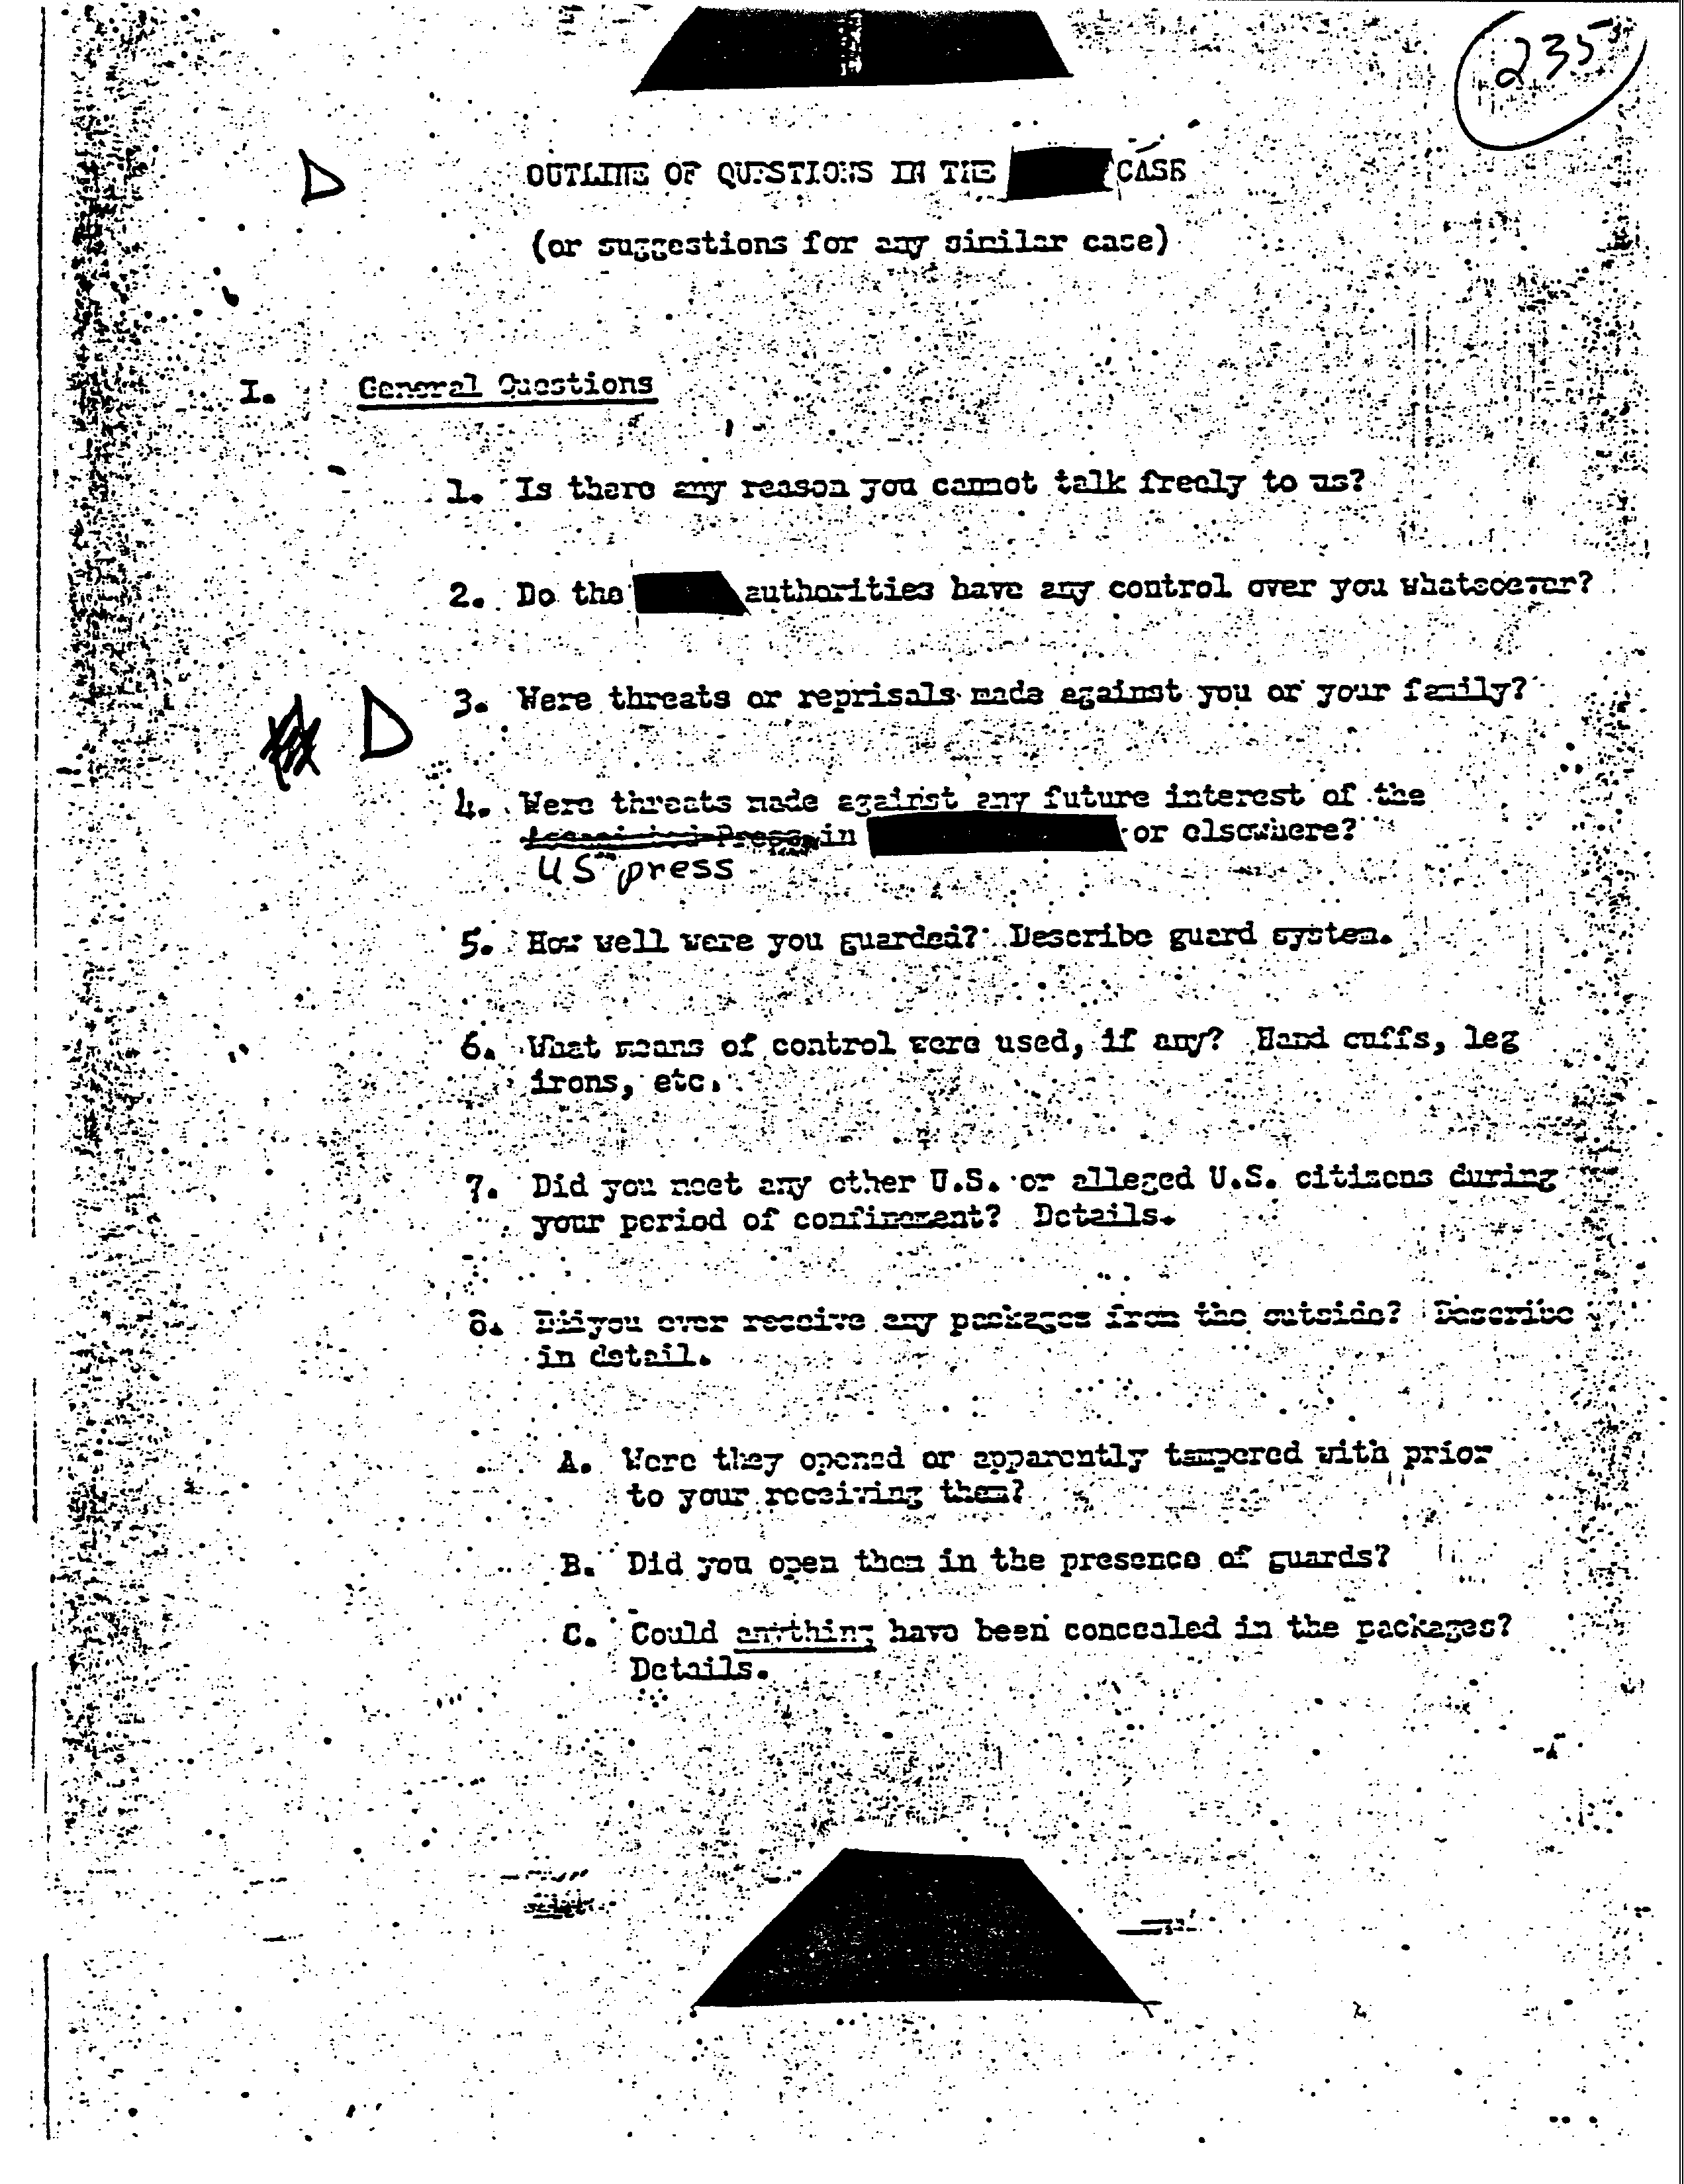 235
D
OUTLINE OF QUESTIONS IN THE CASE
(or suggestions for any similar case)
I. General Questions
1. Is there any reason you cannot talk freely to us?
2. Do the authorities have any control over you whatsoever?
D
3. Were threats or reprisals made against you or your family?
4. Were threats made against any future interest of the
Associated Press in or elsewhere?
US press
5. How well were you guarded? Describe guard system.
6. What means of control were used, if any? Hand cuffs, leg
irons, etc.
7. Did you meet any other U.S. or alleged U.S. citizens during
your period of confinement? Details.
8. Didyou ever receive any packages from the outside? Describe
in detail.
A. Were they opened or apparently tampered with prior
to your receiving them?
B. Did you open them in the presence of guards?
C. Could anything have been concealed in the packages?
Details.